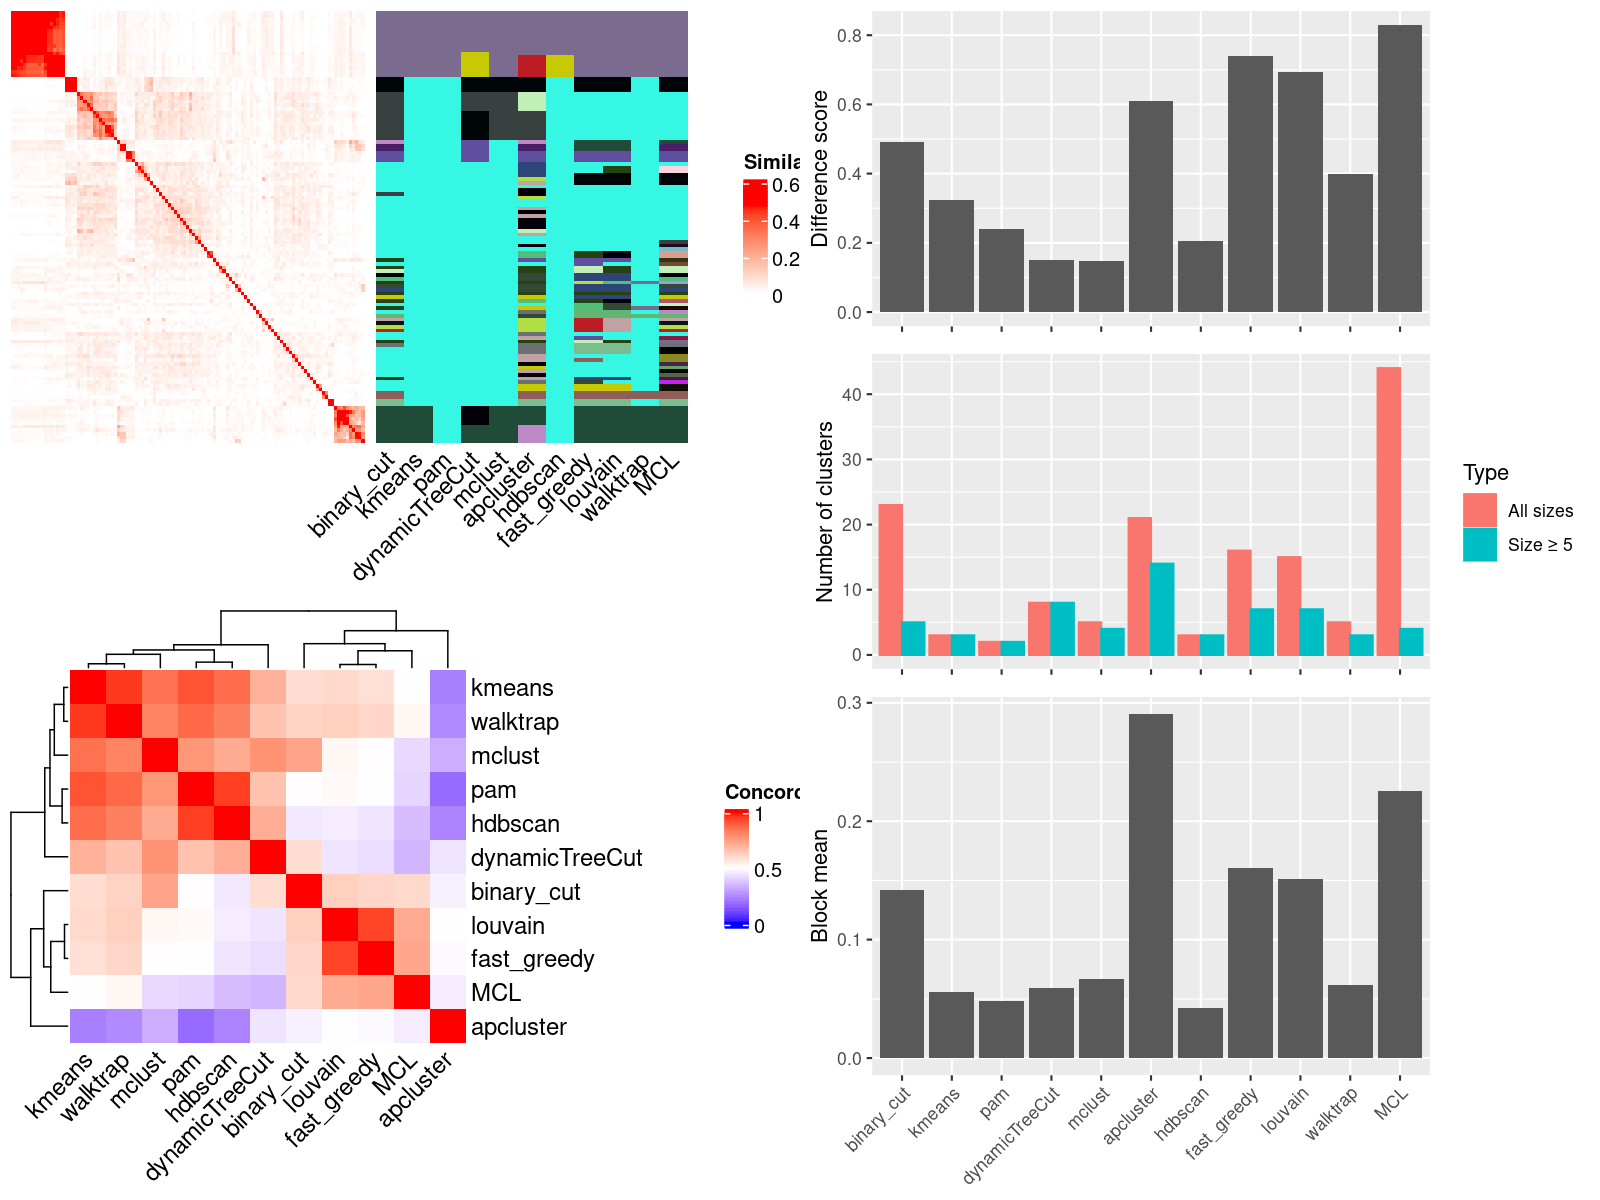 Simila
0.6
0.4
0.2
0
binary_cut
kmeans
pam
dynamicTreeCut
mclust
apcluster
hdbscan
fast_greedy
louvain
walktrap
MCL
Difference score
0.8
0.6
0.4
0.2
0.0
Number of clusters
40
30
20
10
0
Type
All sizes
Size ≥ 5
kmeans
walktrap
mclust
pam
hdbscan
dynamicTreeCut
binary_cut
louvain
fast_greedy
MCL
apcluster
kmeans
walktrap
mclust
pam
hdbscan
dynamicTreeCut
binary_cut
louvain
fast_greedy
MCL
apcluster
Concord
1
0.5
0
Block mean
0.3
0.2
0.1
0.0
binary_cut
kmeans
pam
dynamicTreeCut
mclust
apcluster
hdbscan
fast_greedy
louvain
walktrap
MCL